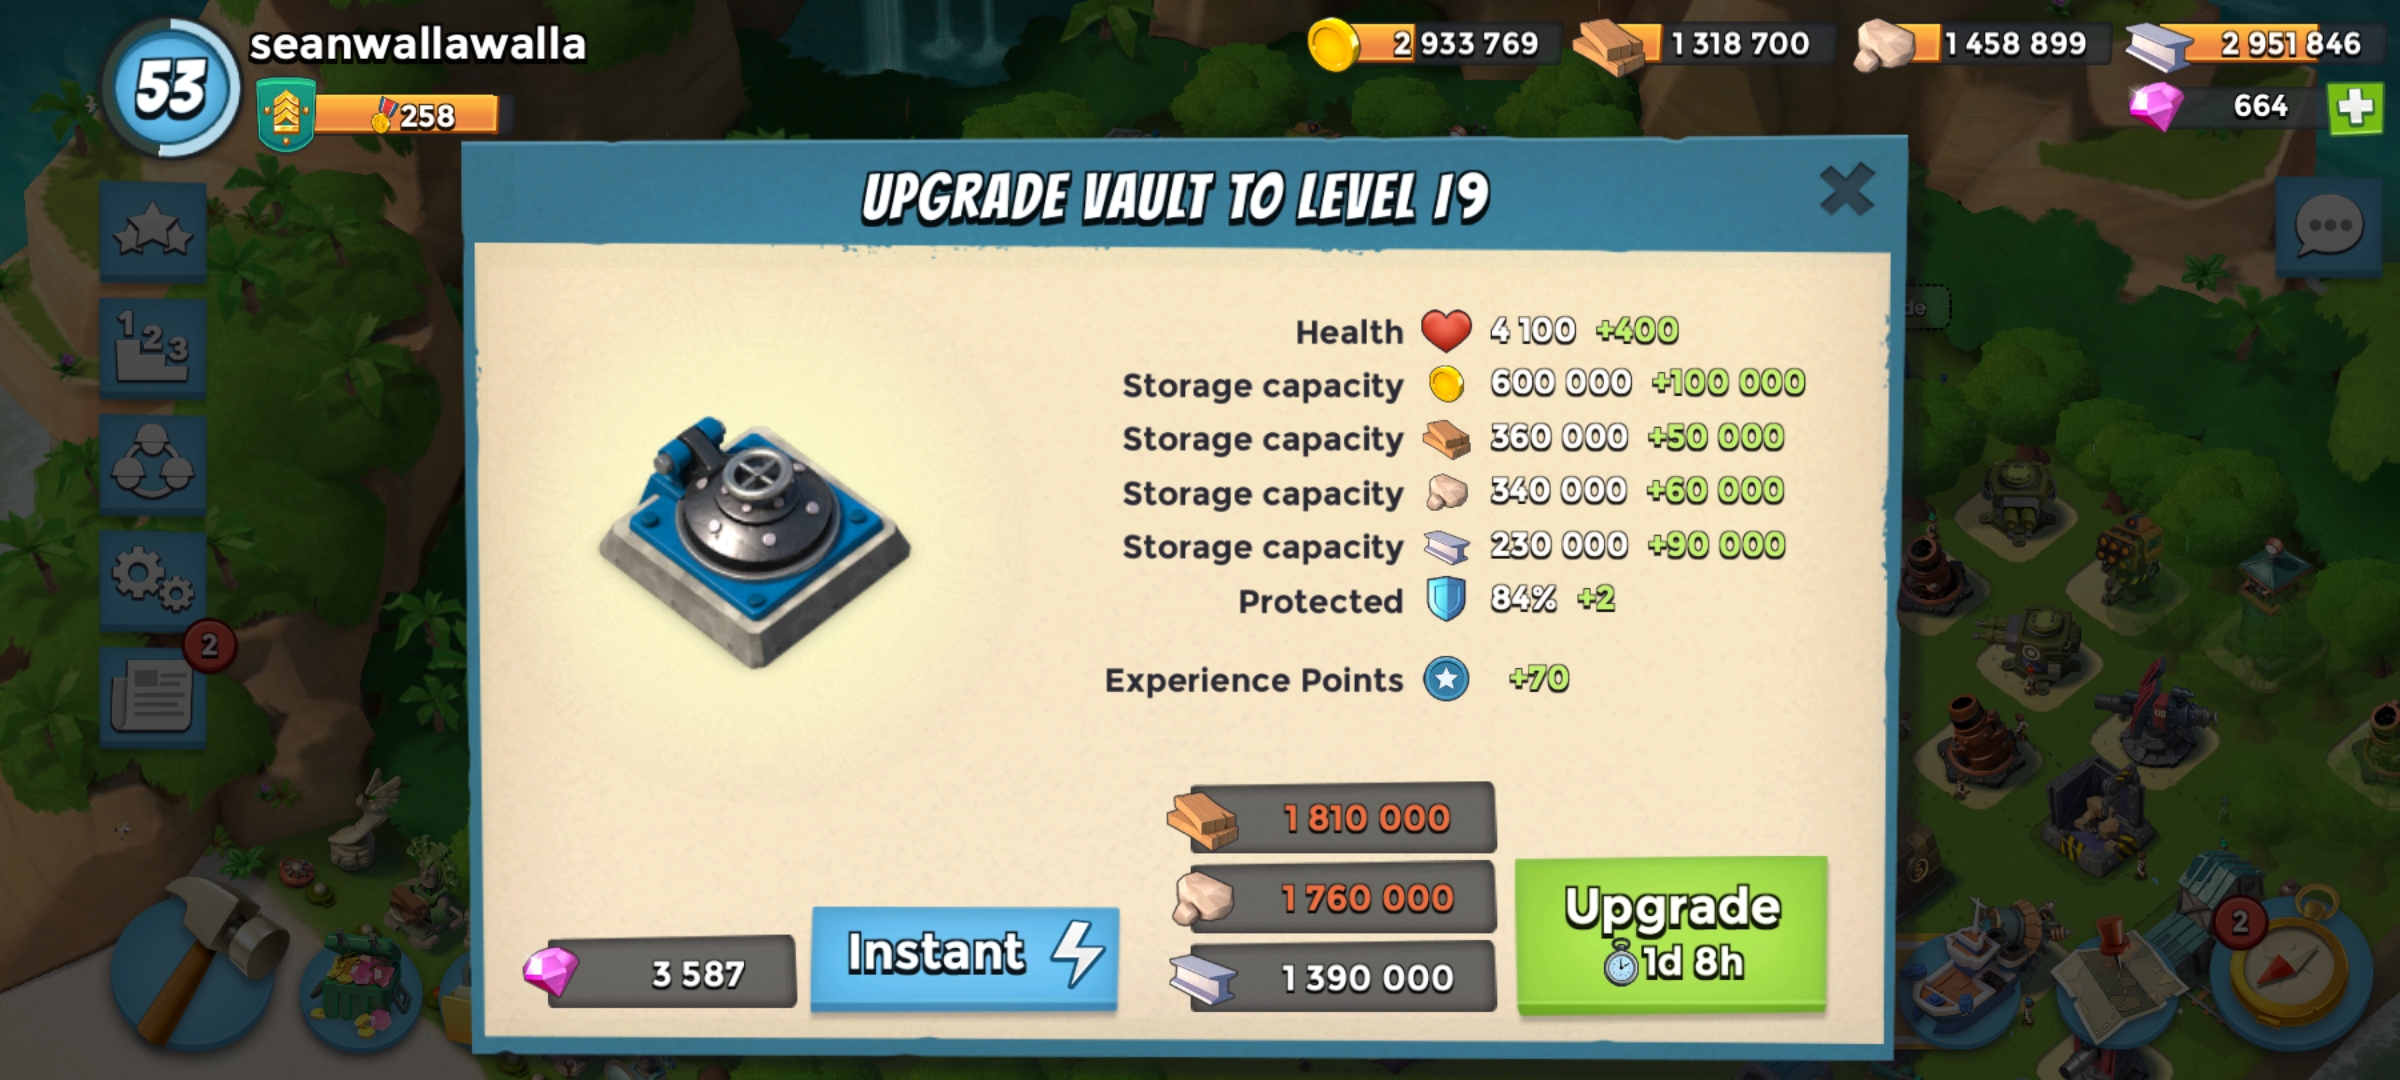 53
seanwallawalla
258
2 933 769
1 318 700
1 458 899
2 951 846
664
UPGRADE VAULT TO LEVEL 19
Health 4 100 +400
Storage capacity 600 000 +100 000
Storage capacity 360 000 +50 000
Storage capacity 340 000 +60 000
Storage capacity 230 000 +90 000
Protected 84% +2
Experience Points +70
1 2 3
2
1 810 000
1 760 000
1 390 000
3 587
Instant
Upgrade
1d 8h
2